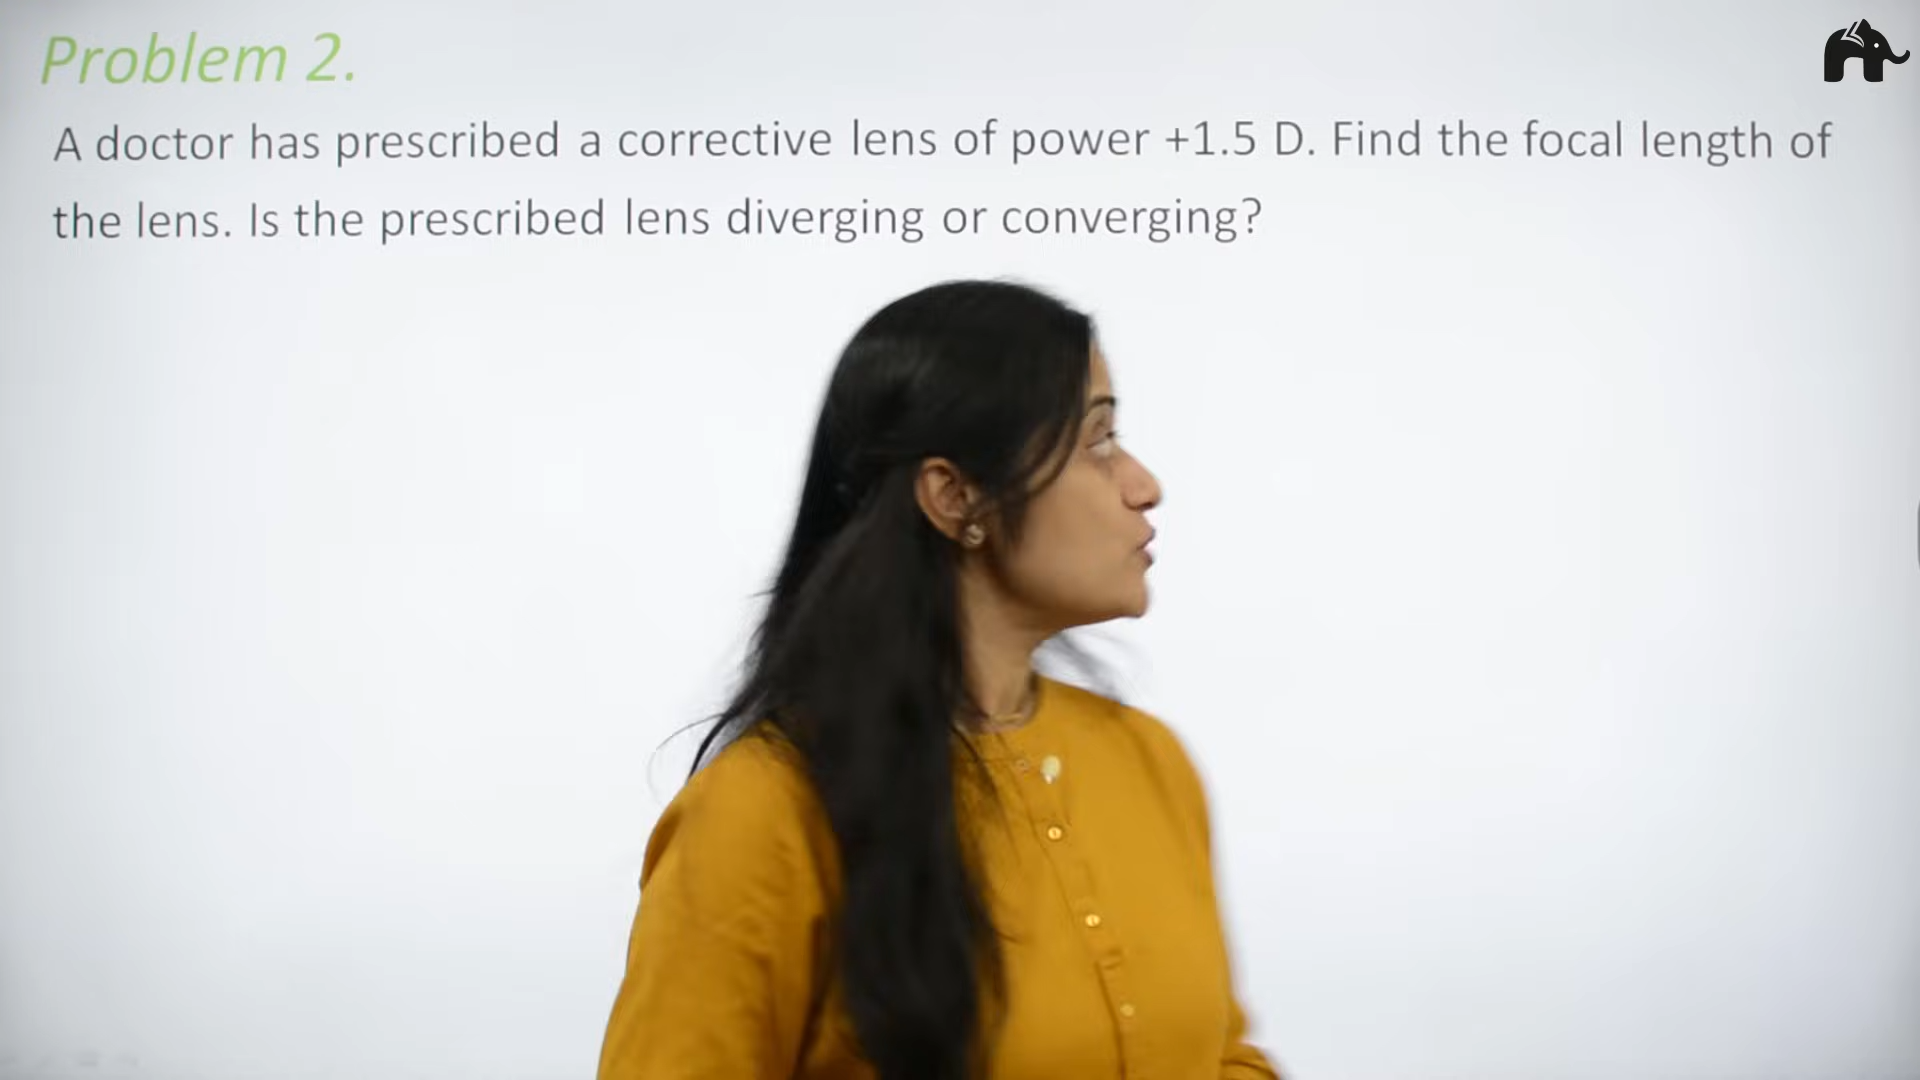 Problem 2.
A doctor has prescribed a corrective lens of power +1.5 D. Find the focal length of
the lens. Is the prescribed lens diverging or converging?